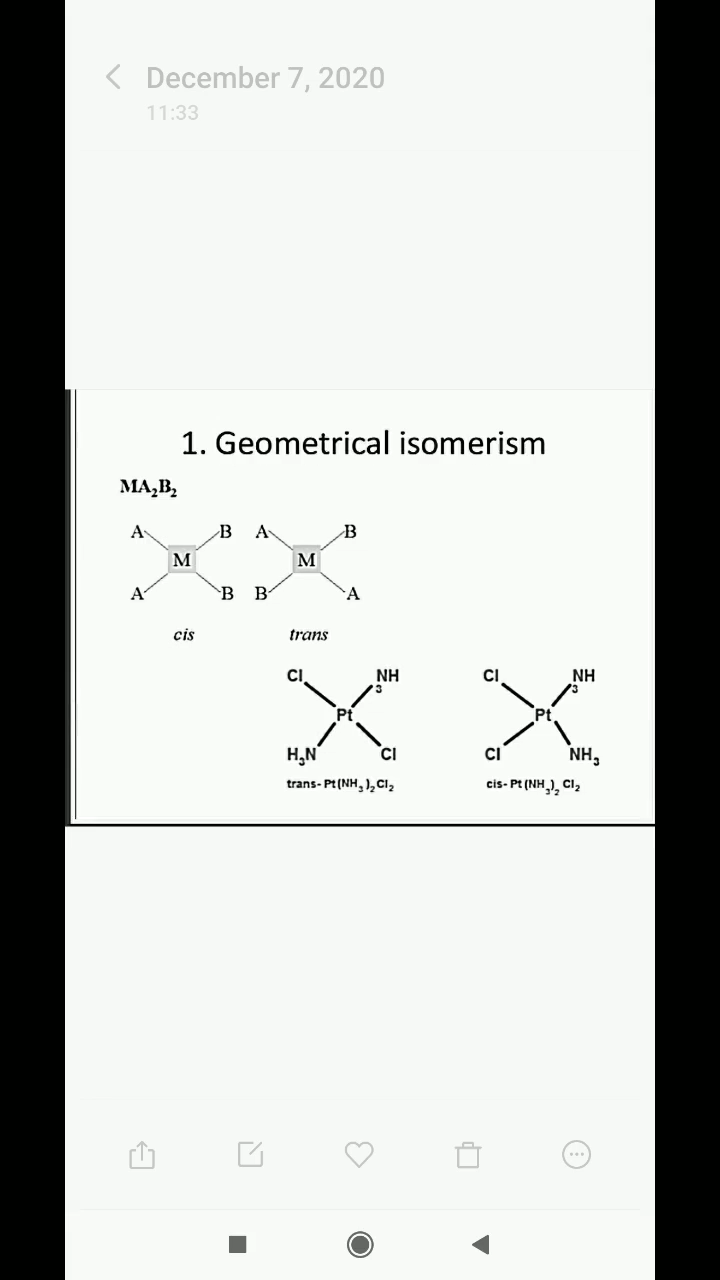 December 7, 2020
11:33
1. Geometrical isomerism
MA₂B₂
A B A B
M M
A B B A
cis trans
Cl NH₃ Cl NH₃
Pt Pt
H₃N Cl Cl NH₃
trans- Pt(NH₃)₂Cl₂ cis- Pt (NH₃)₂ Cl₂